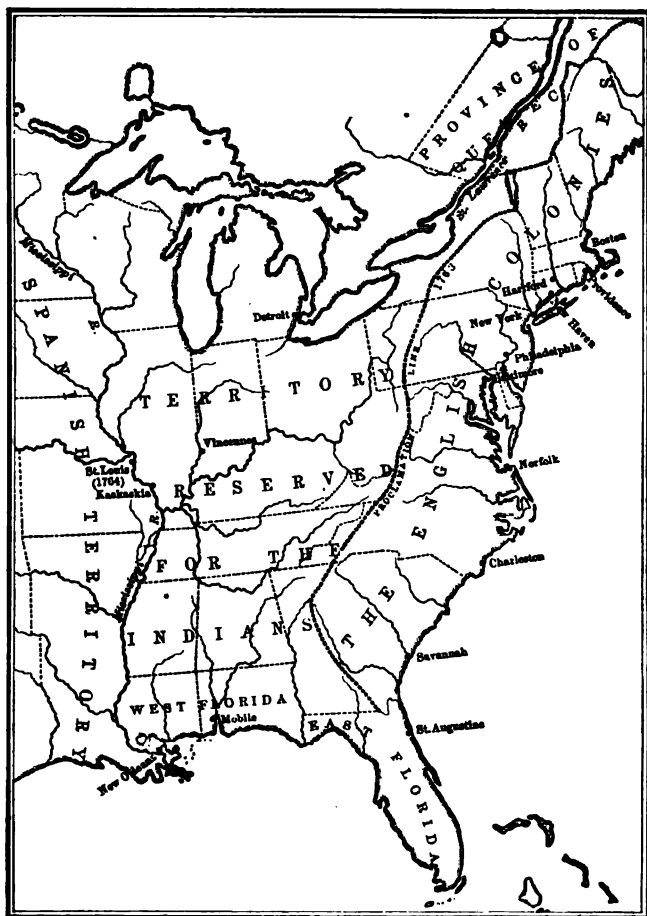 PROVINCE OF
QUEBEC
St. Lawrence
THE ENGLISH COLONIES
Boston
Providence
Hartford
New Haven
New York
Philadelphia
Baltimore
Norfolk
Charleston
Savannah
St. Augustine
PROCLAMATION LINE 1763
Detroit
Mississippi
R.
SPANISH TERRITORY
TERRITORY
RESERVED
FOR THE
INDIANS
Vincennes
St. Louis
(1764)
Kaskaskia
Mississippi R.
WEST FLORIDA
Mobile
New Orleans
EAST FLORIDA